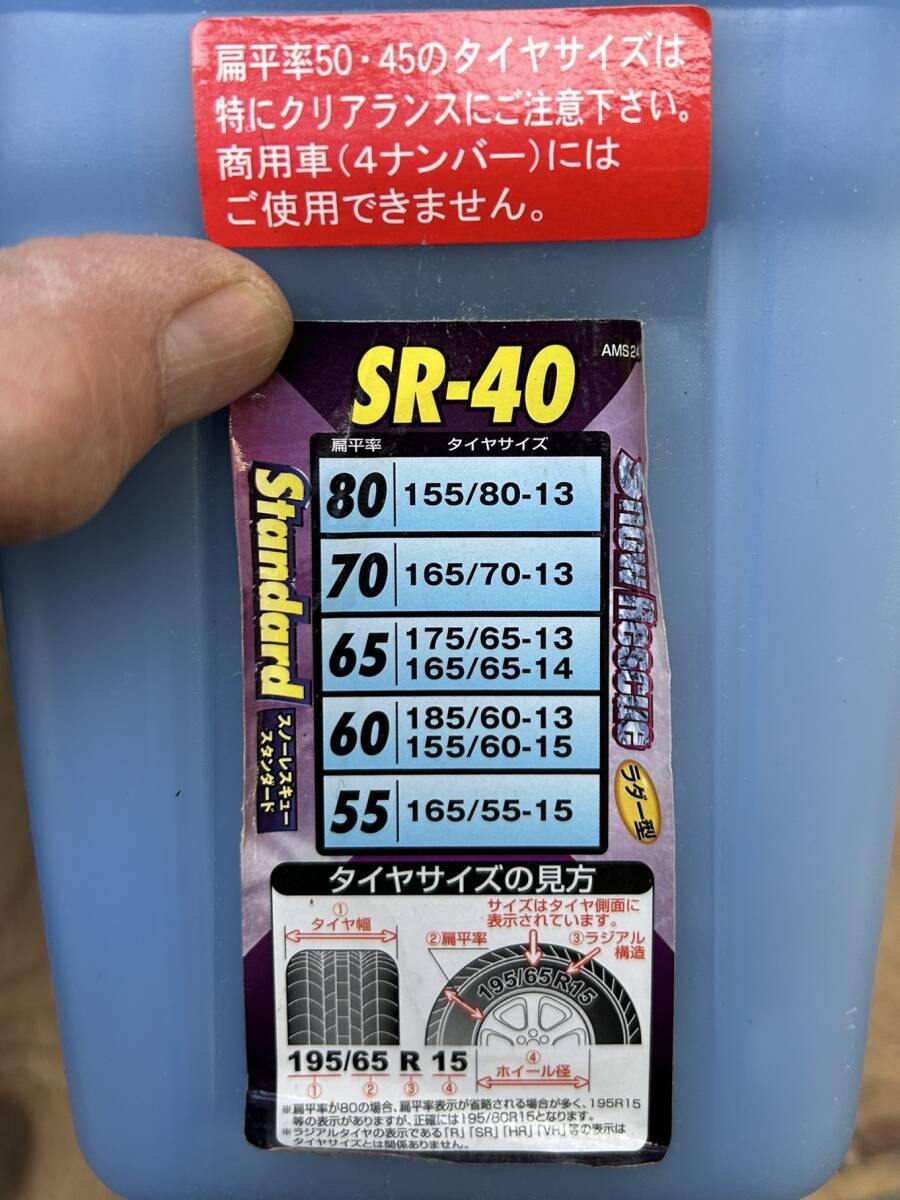 扁平率50・45のタイヤサイズは
特にクリアランスにご注意下さい。
商用車(4ナンバー)には
ご使用できません。
SR-40
AMS24
扁平率
タイヤサイズ
80
155/80-13
70
165/70-13
65
175/65-13
165/65-14
60
185/60-13
155/60-15
55
165/55-15
Standard
スノーレスキュー
スタンダード
Snow Rescue
ラダー型
タイヤサイズの見方
①
タイヤ幅
サイズはタイヤ側面に
表示されています。
②扁平率
③ラジアル
構造
195/65R15
④
ホイール径
195/65 R 15
① ② ③ ④
※扁平率が80の場合、扁平率表示が省略される場合が多く、195R15
等の表示がありますが、正確には195/80R15となります。
※ラジアルタイヤの表示である「R」「SR」「HR」「VR」等の表示は
タイヤサイズとは関係ありません。